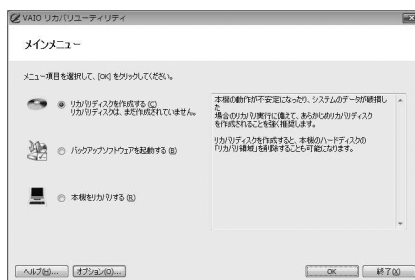 VAIO リカバリユーティリティ
メインメニュー
メニュー項目を選択して、[OK] をクリックしてください。
リカバリディスクを作成する (C)
リカバリディスクは、まだ作成されていません。
バックアップソフトウェアを起動する (B)
本機をリカバリする (R)
本機の動作が不安定になったり、システムのデータが破損し
た
場合のリカバリ実行に備えて、あらかじめリカバリディスク
を作成されることを強く推奨します。
リカバリディスクを作成すると、本機のハードディスクの
「リカバリ領域」を削除することも可能になります。
ヘルプ(H)... オプション(O)... OK 終了(X)